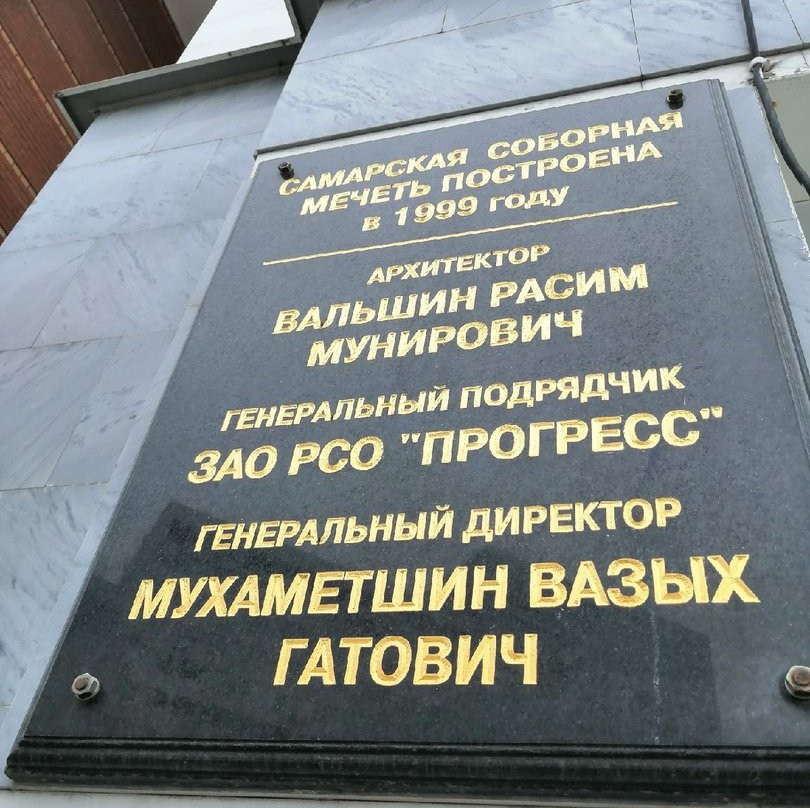 САМАРСКАЯ СОБОРНАЯ
МЕЧЕТЬ ПОСТРОЕНА
в 1999 году
АРХИТЕКТОР
ВАЛЬШИН РАСИМ
МУНИРОВИЧ
ГЕНЕРАЛЬНЫЙ ПОДРЯДЧИК
ЗАО РСО "ПРОГРЕСС"
ГЕНЕРАЛЬНЫЙ ДИРЕКТОР
МУХАМЕТШИН ВАЗЫХ
ГАТОВИЧ